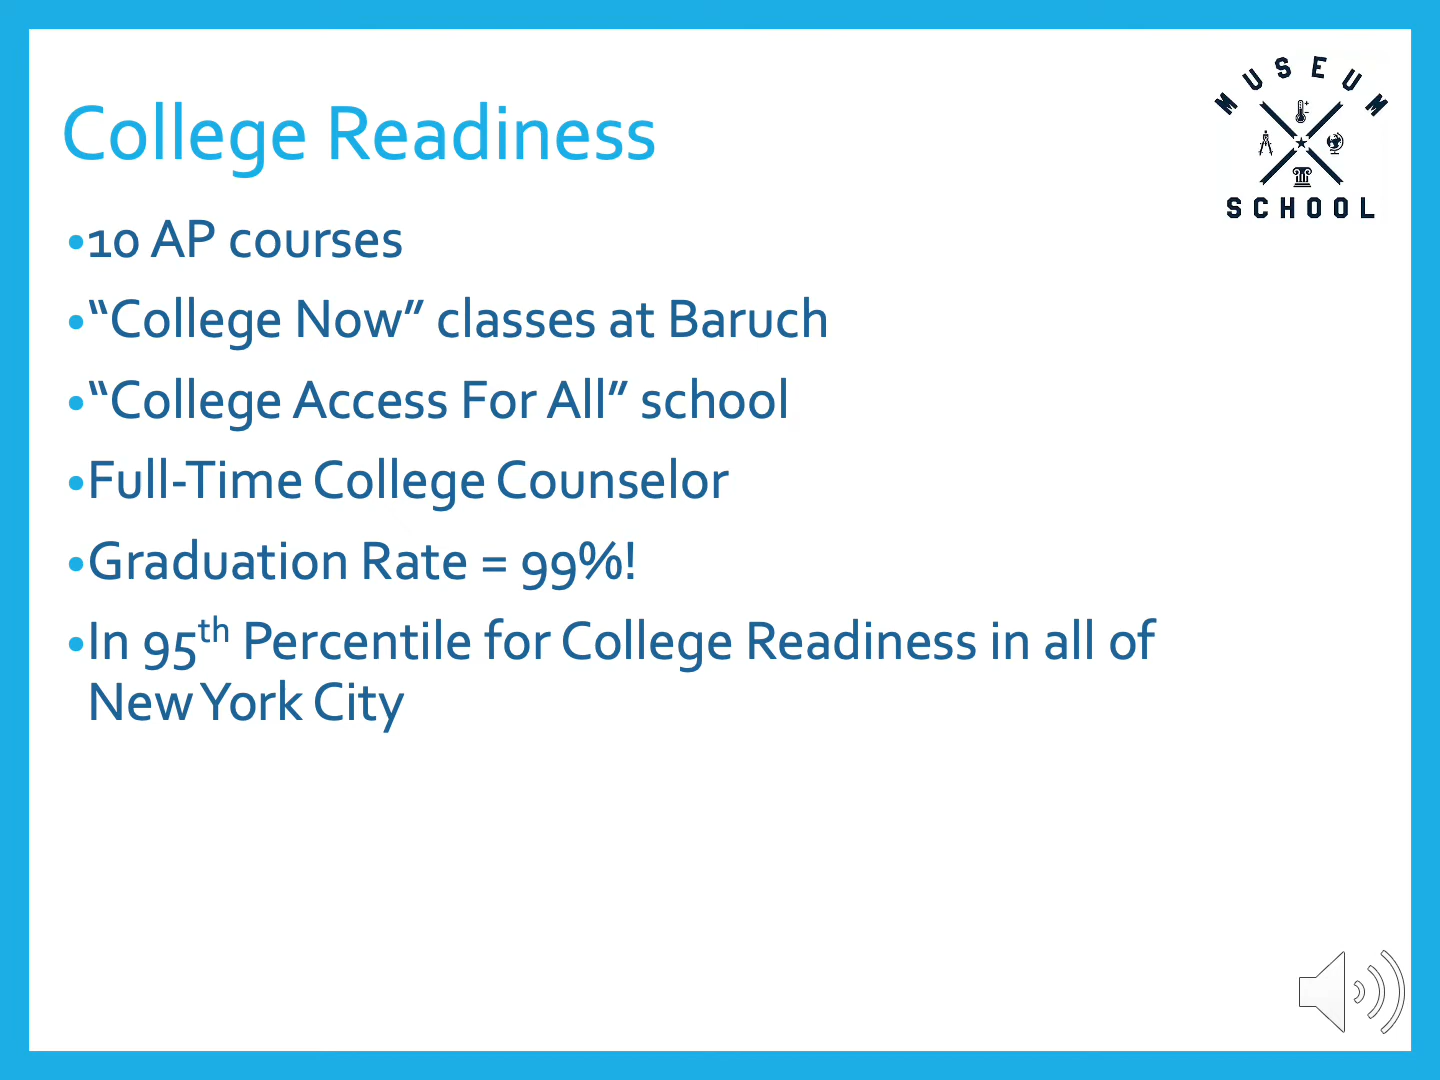 MUSEUM
SCHOOL
College Readiness
•10 AP courses
•“College Now” classes at Baruch
•“College Access For All” school
•Full-Time College Counselor
•Graduation Rate = 99%!
•In 95th Percentile for College Readiness in all of
New York City